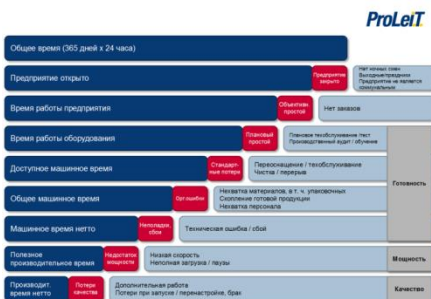 ProLeiT
Общее время (365 дней x 24 часа)
Предприятие открыто
Предприятие
закрыто
Нет ночных смен
Выходные/праздники
Предприятие не является
Время работы предприятия
Объективн.
простой
Нет заказов
Время работы оборудования
Плановый
простой
Плановое техобслуживание /тест
Производственный аудит / обучение
Доступное машинное время
Стандарт-
ные потери
Переоснащение / техобслуживание
Чистка / перерыв
Готовность
Общее машинное время
Орг.ошибки
Нехватка материалов, в т. ч. упаковочных
Скопление готовой продукции
Нехватка персонала
Машинное время нетто
Неполадки,
сбои
Техническая ошибка / сбой
Полезное
производительное время
Недостаток
мощности
Низкая скорость
Неполная загрузка / паузы
Мощность
Производит.
время нетто
Потери
качества
Дополнительная работа
Потери при запуске / перенастройке, брак
Качество